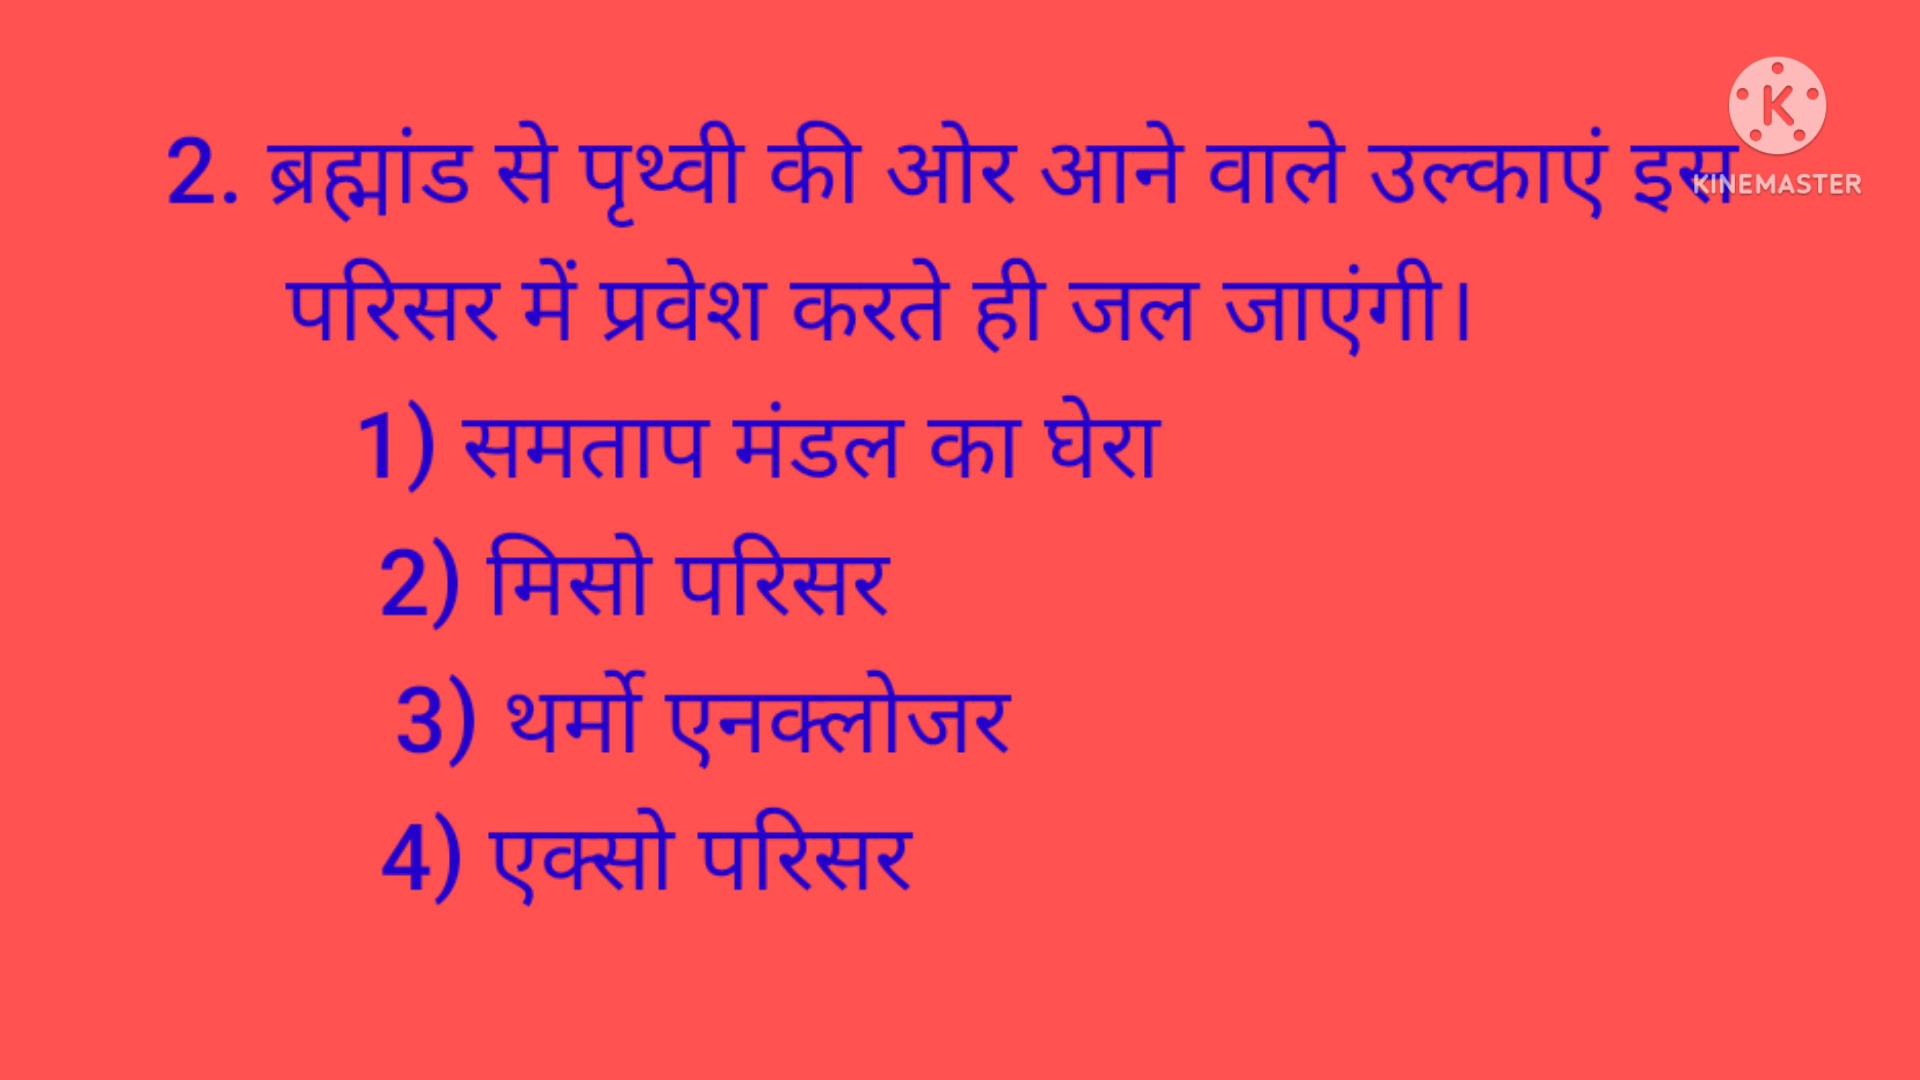 2. ब्रह्मांड से पृथ्वी की ओर आने वाले उल्काएं इस
परिसर में प्रवेश करते ही जल जाएंगी।
1) समताप मंडल का घेरा
2) मिसो परिसर
3) थर्मो एनक्लोजर
4) एक्सो परिसर
K
KINEMASTER